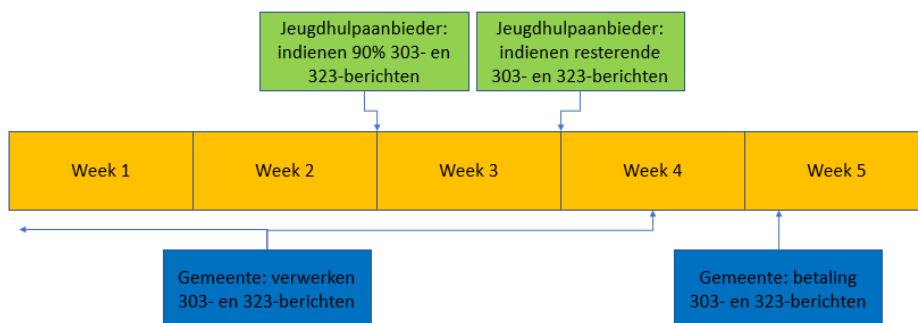 Jeugdhulpaanbieder:
indienen 90% 303- en
323-berichten
Jeugdhulpaanbieder:
indienen resterende
303- en 323-berichten
Week 1
Week 2
Week 3
Week 4
Week 5
Gemeente: verwerken
303- en 323-berichten
Gemeente: betaling
303- en 323-berichten